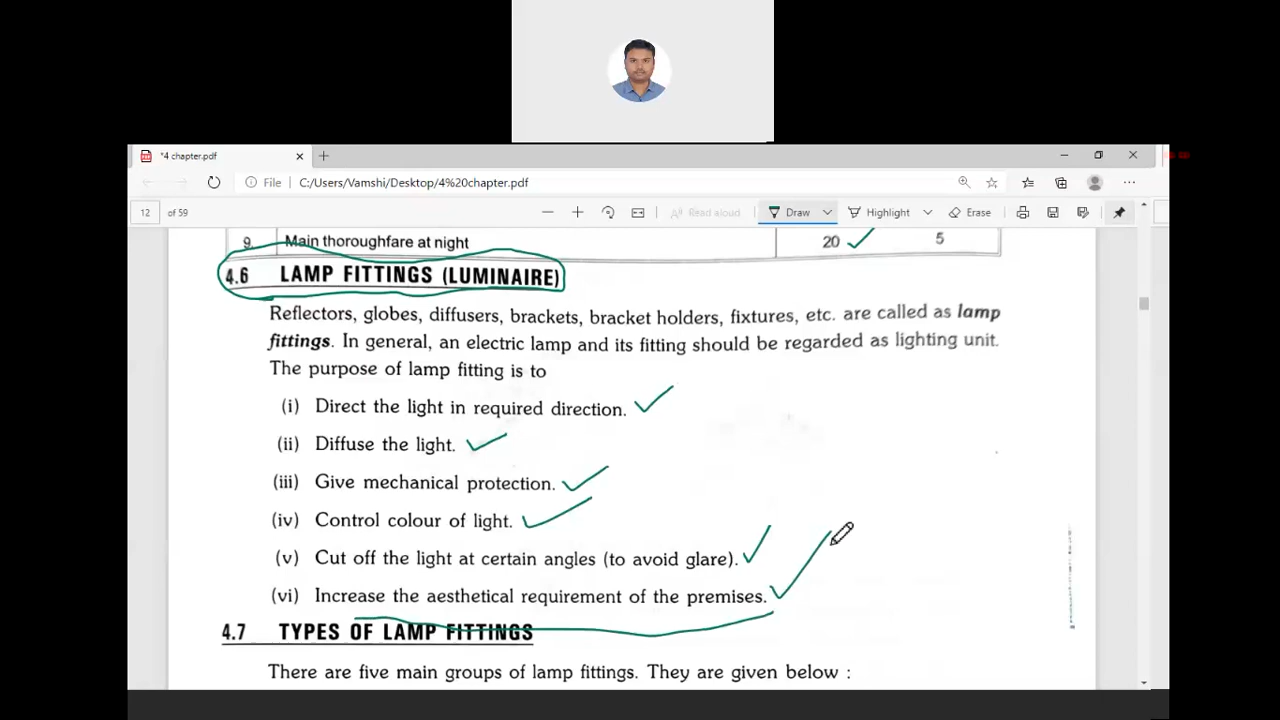 *4 chapter.pdf
File
C:/Users/Vamshi/Desktop/4%20chapter.pdf
12 of 59
Read aloud
Draw
Highlight
Erase
9. Main thoroughfare at night 20 5
4.6 LAMP FITTINGS (LUMINAIRE)
Reflectors, globes, diffusers, brackets, bracket holders, fixtures, etc. are called as lamp
fittings. In general, an electric lamp and its fitting should be regarded as lighting unit.
The purpose of lamp fitting is to
(i) Direct the light in required direction.
(ii) Diffuse the light.
(iii) Give mechanical protection.
(iv) Control colour of light.
(v) Cut off the light at certain angles (to avoid glare).
(vi) Increase the aesthetical requirement of the premises.
4.7 TYPES OF LAMP FITTINGS
There are five main groups of lamp fittings. They are given below :